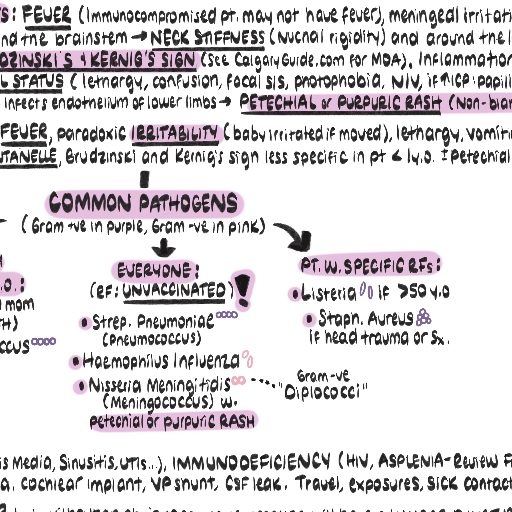 S: FEVER (Immunocompromised pt. may not have fever), meningeal irritati
nd the brainstem → NECK STIFFNESS (Nuchal rigidity) and around the l
DZINSKI'S & KERNIG'S SIGN (See CalgaryGuide.com for MOA), Inflammation
L STATUS (lethargy, confusion, focal sis, photophobia, N/V, if ↑ICP: papill
infects endothelium of lower limbs → PETECHIAL or PURPURIC RASH (Non-blan
FEVER, paradoxic IRRITABILITY (baby irritated if moved), lethargy, vomitin
NTANELLE, Brudzinski and Kernig's sign less specific in pt < 1y.o. ± Petechial
COMMON PATHOGENS
(Gram -ve in purple, Gram -ve in pink)
.O.:
mom
TH)
ccus
EVERYONE:
(RF: UNVACCINATED) !
• Strep. Pneumoniae
(Pneumococcus)
• Haemophilus Influenza
• Nisseria Meningitidis
(Meningococcus) w.
petechial or purpuric RASH
Gram-ve
"Diplococci"
PT. W. SPECIFIC RFs:
• Listeria if >50 y.o
• Staph. Aureus
if head trauma or sx.
is Media, Sinusitis, UTIs...), IMMUNODEFICIENCY (HIV, ASPLENIA-Review F
a, cochlear implant, VP shunt, CSF leak. Travel, exposures, sick contact